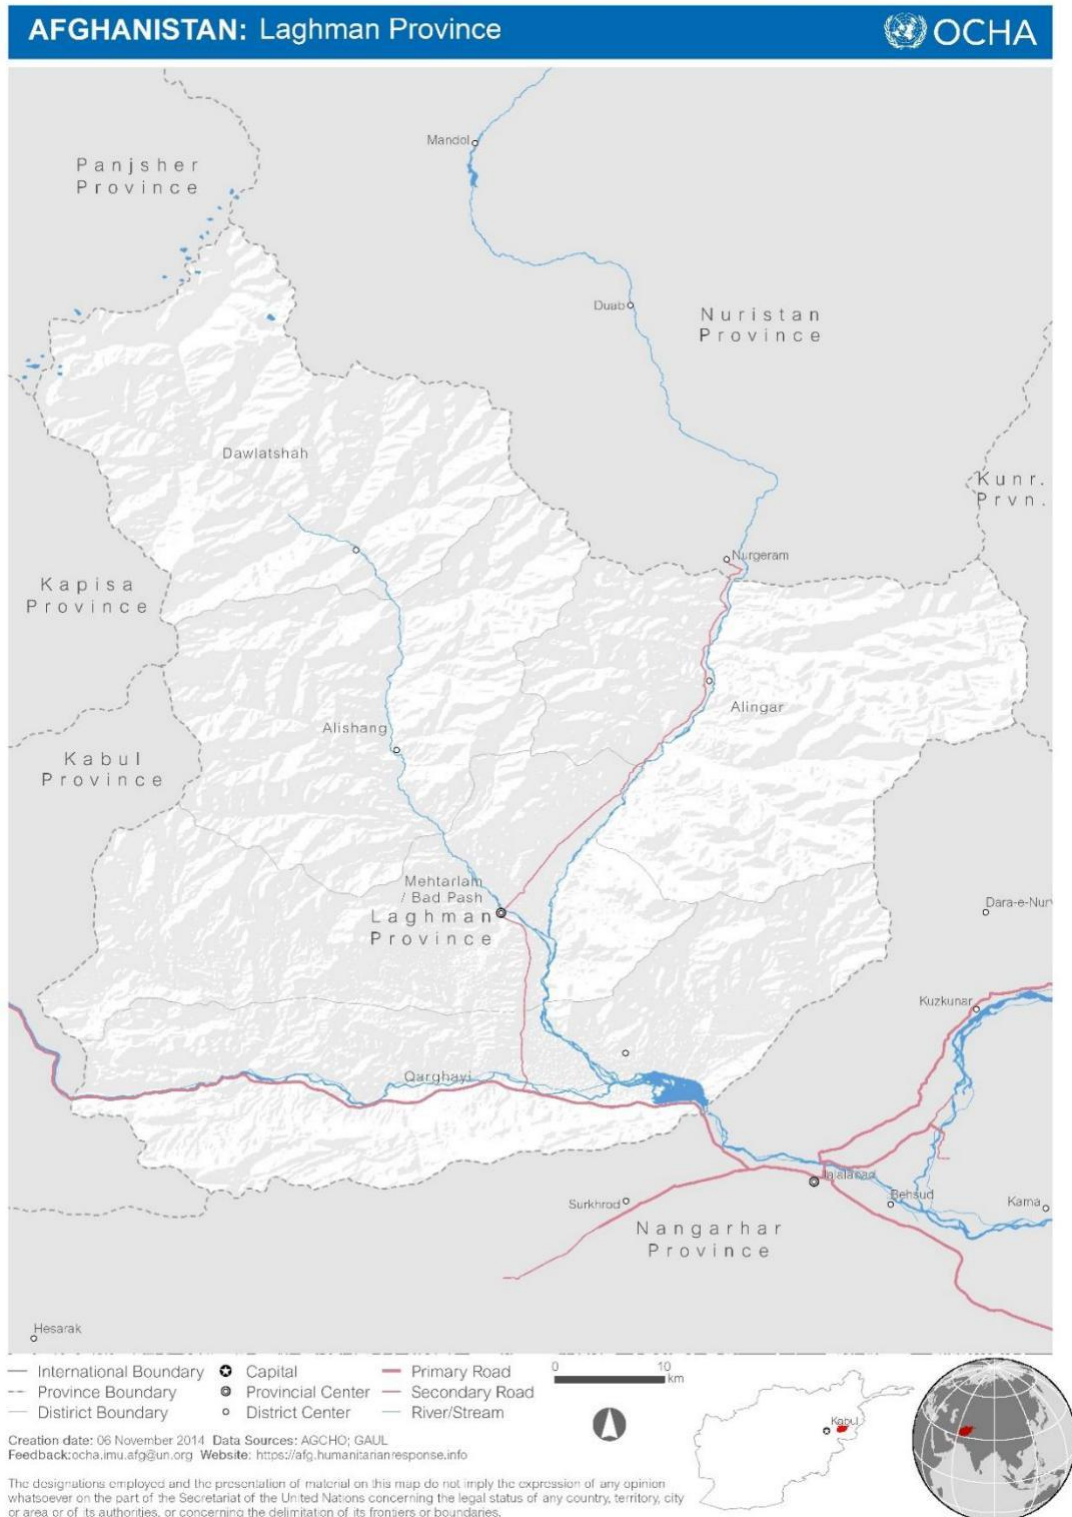 AFGHANISTAN: Laghman Province
OCHA
Mandol
Panjsher
Province
Duab
Nuristan
Province
Dawlatshah
Kunr.
Prvn.
Nurgeram
Kapisa
Province
Alingar
Alishang
Kabul
Province
Mehtarlam
/ Bad Pash
Laghman
Province
Dara-e-Nur
Kuzkunar
Qarghayi
Jalalabad
Behsud
Kama
Surkhrod
Nangarhar
Province
Hesarak
International Boundary
Province Boundary
Distirict Boundary
Capital
Provincial Center
District Center
Primary Road
Secondary Road
River/Stream
0 10
km
Kabul
Creation date: 06 November 2014 Data Sources: AGCHO; GAUL
Feedback:ocha.imu.afg@un.org Website: https://afg.humanitarianresponse.info
The designations employed and the presentation of material on this map do not imply the expression of any opinion
whatsoever on the part of the Secretariat of the United Nations concerning the legal status of any country, territory, city
or area or of its authorities, or concerning the delimitation of its frontiers or boundaries.